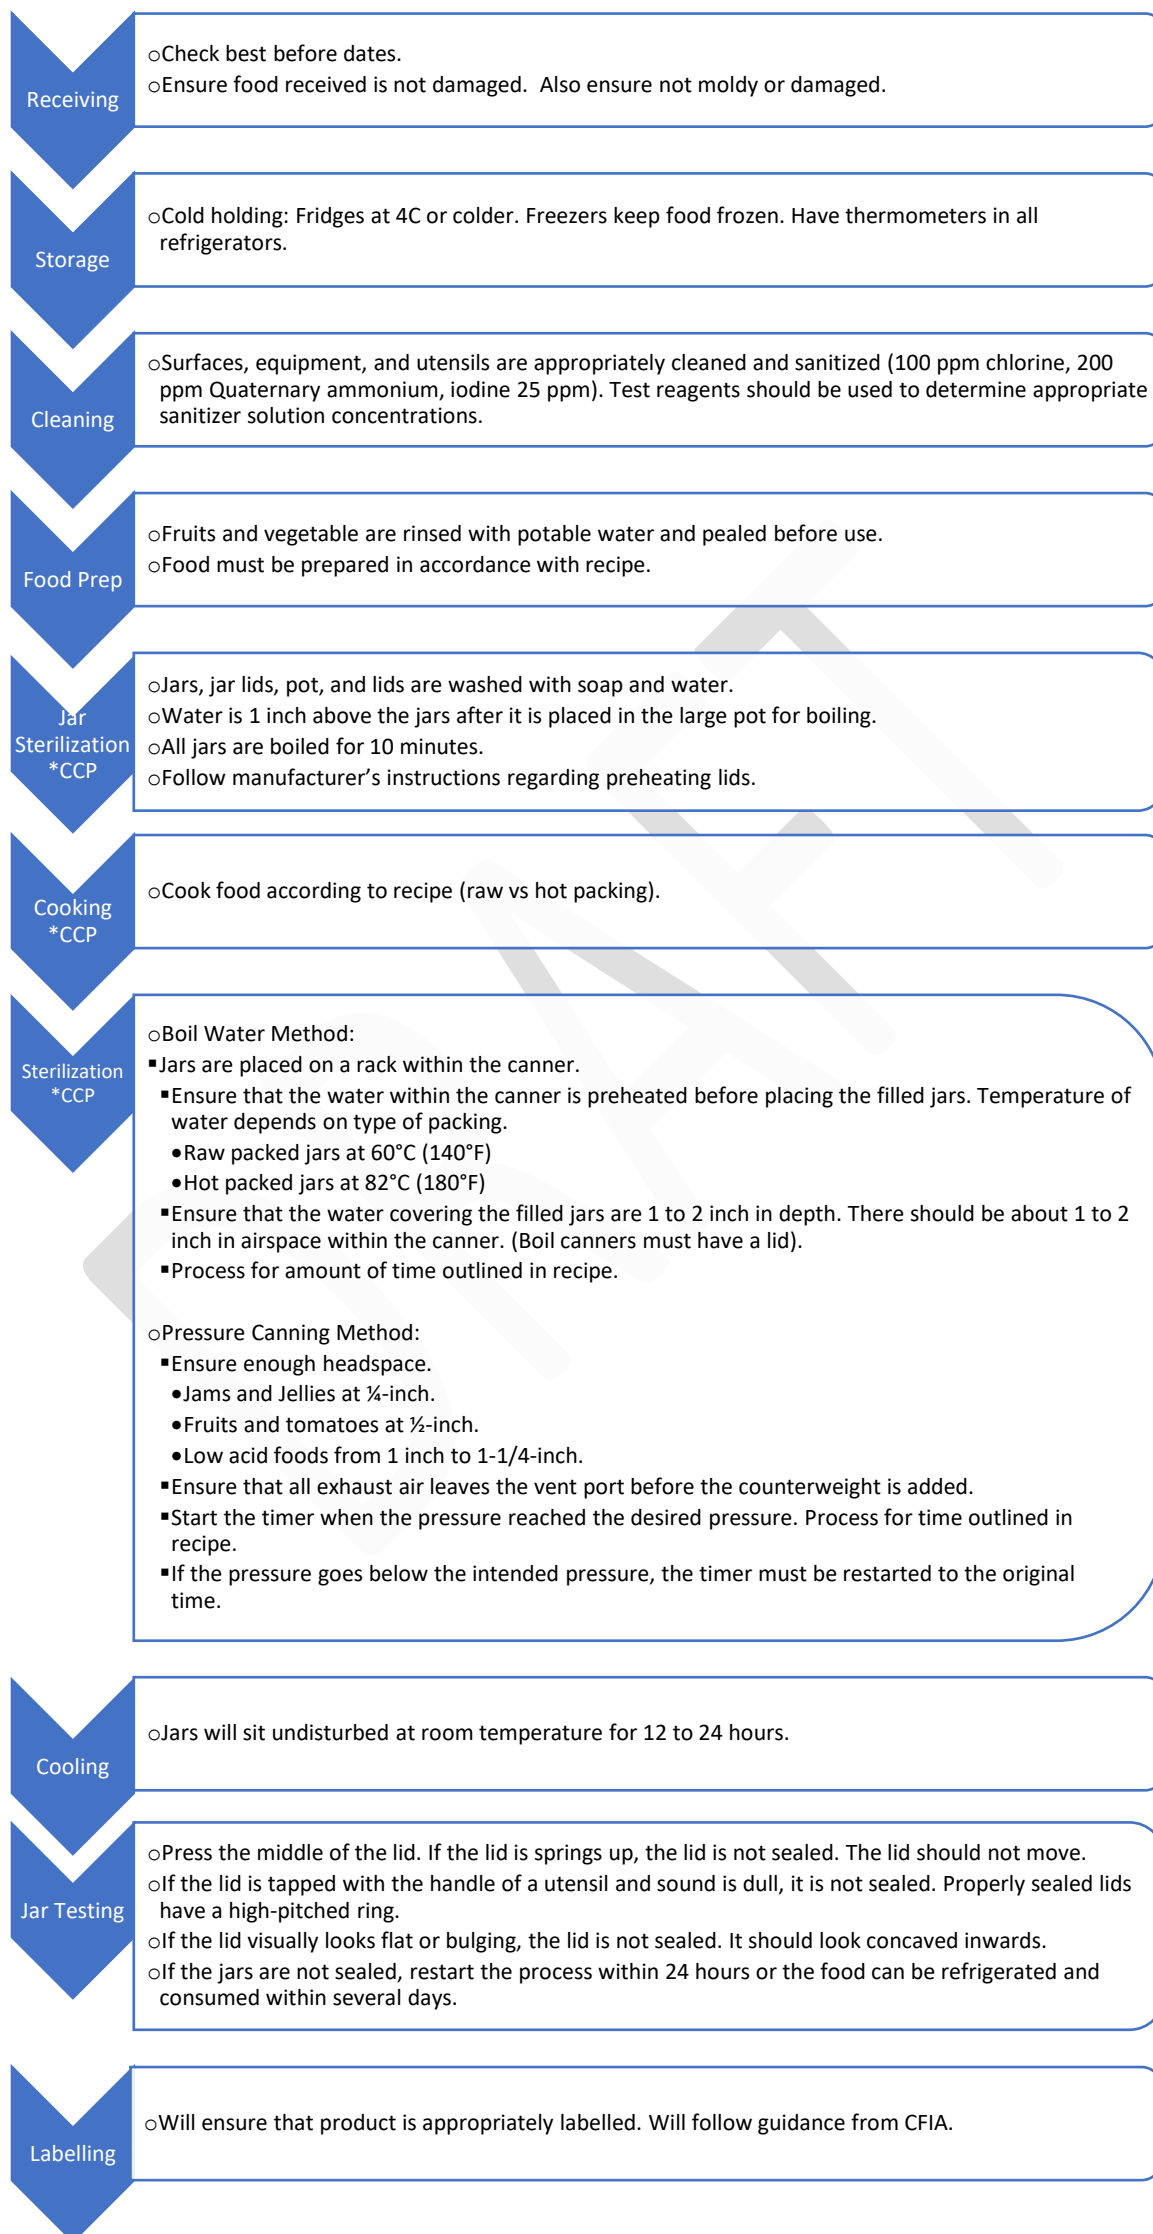 Receiving
oCheck best before dates.
oEnsure food received is not damaged.  Also ensure not moldy or damaged.
Storage
oCold holding: Fridges at 4C or colder. Freezers keep food frozen. Have thermometers in all
refrigerators.
Cleaning
oSurfaces, equipment, and utensils are appropriately cleaned and sanitized (100 ppm chlorine, 200
ppm Quaternary ammonium, iodine 25 ppm). Test reagents should be used to determine appropriate
sanitizer solution concentrations.
Food Prep
oFruits and vegetable are rinsed with potable water and pealed before use.
oFood must be prepared in accordance with recipe.
Jar
Sterilization
*CCP
oJars, jar lids, pot, and lids are washed with soap and water.
oWater is 1 inch above the jars after it is placed in the large pot for boiling.
oAll jars are boiled for 10 minutes.
oFollow manufacturer’s instructions regarding preheating lids.
Cooking
*CCP
oCook food according to recipe (raw vs hot packing).
Sterilization
*CCP
oBoil Water Method:
▪Jars are placed on a rack within the canner.
▪Ensure that the water within the canner is preheated before placing the filled jars. Temperature of
water depends on type of packing.
•Raw packed jars at 60°C (140°F)
•Hot packed jars at 82°C (180°F)
▪Ensure that the water covering the filled jars are 1 to 2 inch in depth. There should be about 1 to 2
inch in airspace within the canner. (Boil canners must have a lid).
▪Process for amount of time outlined in recipe.
oPressure Canning Method:
▪Ensure enough headspace.
•Jams and Jellies at ¼-inch.
•Fruits and tomatoes at ½-inch.
•Low acid foods from 1 inch to 1-1/4-inch.
▪Ensure that all exhaust air leaves the vent port before the counterweight is added.
▪Start the timer when the pressure reached the desired pressure. Process for time outlined in
recipe.
▪If the pressure goes below the intended pressure, the timer must be restarted to the original
time.
Cooling
oJars will sit undisturbed at room temperature for 12 to 24 hours.
Jar Testing
oPress the middle of the lid. If the lid is springs up, the lid is not sealed. The lid should not move.
oIf the lid is tapped with the handle of a utensil and sound is dull, it is not sealed. Properly sealed lids
have a high-pitched ring.
oIf the lid visually looks flat or bulging, the lid is not sealed. It should look concaved inwards.
oIf the jars are not sealed, restart the process within 24 hours or the food can be refrigerated and
consumed within several days.
Labelling
oWill ensure that product is appropriately labelled. Will follow guidance from CFIA.
DRAFT